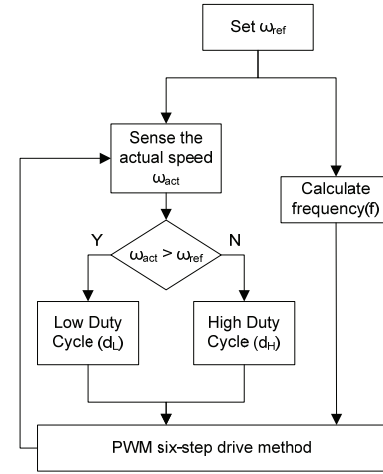 Set ωref
Sense the
actual speed
ωact
Calculate
frequency(f)
Y
N
ωact > ωref
Low Duty
Cycle (dL)
High Duty
Cycle (dH)
PWM six-step drive method